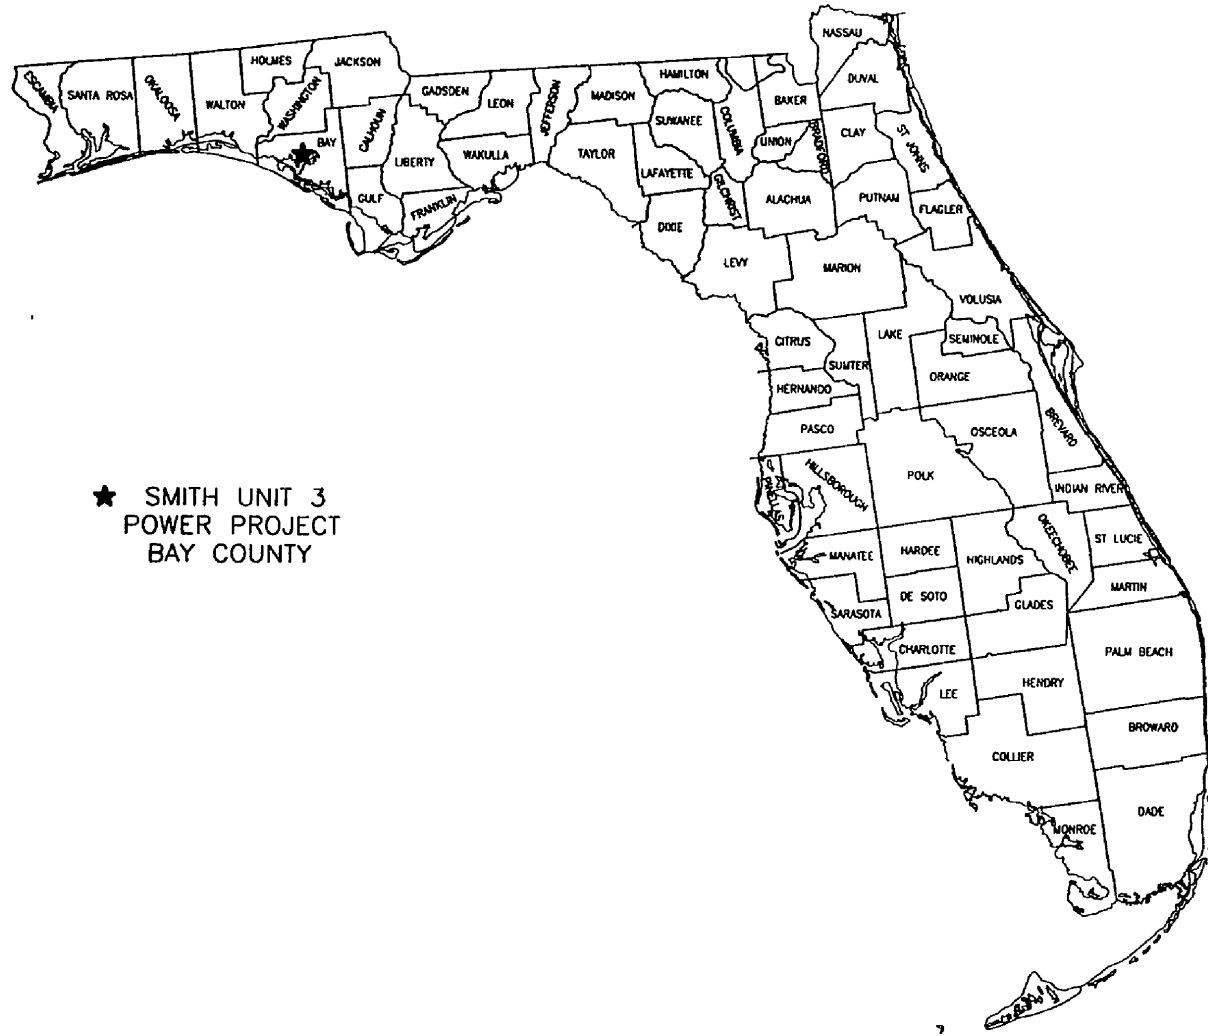 NASSAU
HOLMES
JACKSON
DUVAL
ESCAMBIA
SANTA ROSA
OKALOOSA
WALTON
WASHINGTON
GADSDEN
LEON
JEFFERSON
MADISON
HAMILTON
BAKER
COLUMBIA
SUWANEE
BAY
CALHOUN
LIBERTY
WAKULLA
TAYLOR
LAFAYETTE
UNION
BRADFORD
CLAY
ST JOHNS
GULF
FRANKLIN
DIXIE
GILCHRIST
ALACHUA
PUTNAM
FLAGLER
LEVY
MARION
VOLUSIA
CITRUS
SUMTER
LAKE
SEMINOLE
HERNANDO
ORANGE
PASCO
OSCEOLA
BREVARD
PINELLAS
HILLSBOROUGH
POLK
INDIAN RIVER
SMITH UNIT 3
POWER PROJECT
BAY COUNTY
MANATEE
HARDEE
HIGHLANDS
OKEECHOBEE
ST LUCIE
SARASOTA
DE SOTO
GLADES
MARTIN
CHARLOTTE
PALM BEACH
LEE
HENDRY
COLLIER
BROWARD
MONROE
DADE